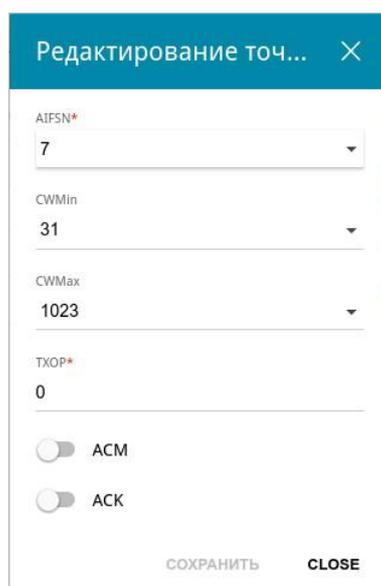 Редактирование точ...
AIFSN*
7
CWMin
31
CWMax
1023
TXOP*
0
ACM
ACK
СОХРАНИТЬ CLOSE